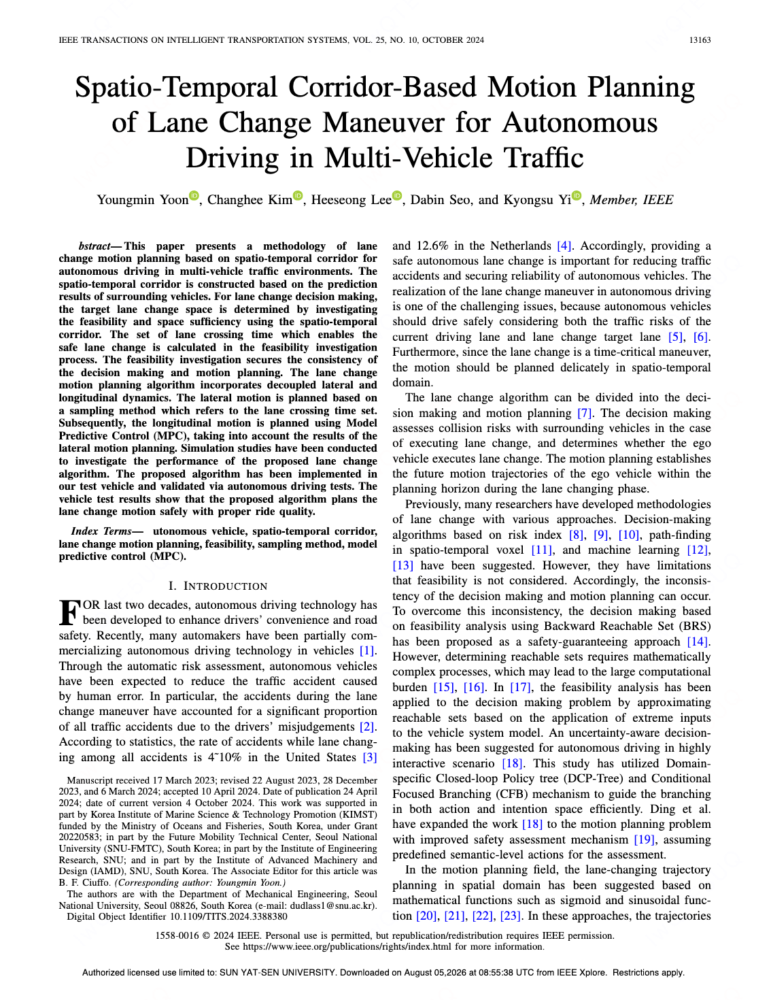 IEEE TRANSACTIONS ON INTELLIGENT TRANSPORTATION SYSTEMS, VOL. 25, NO. 10, OCTOBER 2024
13163
Spatio-Temporal Corridor-Based Motion Planning
of Lane Change Maneuver for Autonomous
Driving in Multi-Vehicle Traffic
Youngmin Yoon, Changhee Kim, Heeseong Lee, Dabin Seo, and Kyongsu Yi, Member, IEEE
bstract—This paper presents a methodology of lane
change motion planning based on spatio-temporal corridor for
autonomous driving in multi-vehicle traffic environments. The
spatio-temporal corridor is constructed based on the prediction
results of surrounding vehicles. For lane change decision making,
the target lane change space is determined by investigating
the feasibility and space sufficiency using the spatio-temporal
corridor. The set of lane crossing time which enables the
safe lane change is calculated in the feasibility investigation
process. The feasibility investigation secures the consistency of
the decision making and motion planning. The lane change
motion planning algorithm incorporates decoupled lateral and
longitudinal dynamics. The lateral motion is planned based on
a sampling method which refers to the lane crossing time set.
Subsequently, the longitudinal motion is planned using Model
Predictive Control (MPC), taking into account the results of the
lateral motion planning. Simulation studies have been conducted
to investigate the performance of the proposed lane change
algorithm. The proposed algorithm has been implemented in
our test vehicle and validated via autonomous driving tests. The
vehicle test results show that the proposed algorithm plans the
lane change motion safely with proper ride quality.
Index Terms— utonomous vehicle, spatio-temporal corridor,
lane change motion planning, feasibility, sampling method, model
predictive control (MPC).
I. INTRODUCTION
FOR last two decades, autonomous driving technology has
been developed to enhance drivers' convenience and road
safety. Recently, many automakers have been partially com-
mercializing autonomous driving technology in vehicles [1].
Through the automatic risk assessment, autonomous vehicles
have been expected to reduce the traffic accident caused
by human error. In particular, the accidents during the lane
change maneuver have accounted for a significant proportion
of all traffic accidents due to the drivers' misjudgements [2].
According to statistics, the rate of accidents while lane chang-
ing among all accidents is 4~10% in the United States [3]
Manuscript received 17 March 2023; revised 22 August 2023, 28 December
2023, and 6 March 2024; accepted 10 April 2024. Date of publication 24 April
2024; date of current version 4 October 2024. This work was supported in
part by Korea Institute of Marine Science & Technology Promotion (KIMST)
funded by the Ministry of Oceans and Fisheries, South Korea, under Grant
20220583; in part by the Future Mobility Technical Center, Seoul National
University (SNU-FMTC), South Korea; in part by the Institute of Engineering
Research, SNU; and in part by the Institute of Advanced Machinery and
Design (IAMD), SNU, South Korea. The Associate Editor for this article was
B. F. Ciuffo. (Corresponding author: Youngmin Yoon.)
The authors are with the Department of Mechanical Engineering, Seoul
National University, Seoul 08826, South Korea (e-mail: dudlass1@snu.ac.kr).
Digital Object Identifier 10.1109/TITS.2024.3388380
and 12.6% in the Netherlands [4]. Accordingly, providing a
safe autonomous lane change is important for reducing traffic
accidents and securing reliability of autonomous vehicles. The
realization of the lane change maneuver in autonomous driving
is one of the challenging issues, because autonomous vehicles
should drive safely considering both the traffic risks of the
current driving lane and lane change target lane [5], [6].
Furthermore, since the lane change is a time-critical maneuver,
the motion should be planned delicately in spatio-temporal
domain.
The lane change algorithm can be divided into the deci-
sion making and motion planning [7]. The decision making
assesses collision risks with surrounding vehicles in the case
of executing lane change, and determines whether the ego
vehicle executes lane change. The motion planning establishes
the future motion trajectories of the ego vehicle within the
planning horizon during the lane changing phase.
Previously, many researchers have developed methodologies
of lane change with various approaches. Decision-making
algorithms based on risk index [8], [9], [10], path-finding
in spatio-temporal voxel [11], and machine learning [12],
[13] have been suggested. However, they have limitations
that feasibility is not considered. Accordingly, the inconsis-
tency of the decision making and motion planning can occur.
To overcome this inconsistency, the decision making based
on feasibility analysis using Backward Reachable Set (BRS)
has been proposed as a safety-guaranteeing approach [14].
However, determining reachable sets requires mathematically
complex processes, which may lead to the large computational
burden [15], [16]. In [17], the feasibility analysis has been
applied to the decision making problem by approximating
reachable sets based on the application of extreme inputs
to the vehicle system model. An uncertainty-aware decision-
making has been suggested for autonomous driving in highly
interactive scenario [18]. This study has utilized Domain-
specific Closed-loop Policy tree (DCP-Tree) and Conditional
Focused Branching (CFB) mechanism to guide the branching
in both action and intention space efficiently. Ding et al.
have expanded the work [18] to the motion planning problem
with improved safety assessment mechanism [19], assuming
predefined semantic-level actions for the assessment.
In the motion planning field, the lane-changing trajectory
planning in spatial domain has been suggested based on
mathematical functions such as sigmoid and sinusoidal func-
tion [20], [21], [22], [23]. In these approaches, the trajectories
1558-0016 © 2024 IEEE. Personal use is permitted, but republication/redistribution requires IEEE permission.
See https://www.ieee.org/publications/rights/index.html for more information.
Authorized licensed use limited to: SUN YAT-SEN UNIVERSITY. Downloaded on August 05,2026 at 08:55:38 UTC from IEEE Xplore. Restrictions apply.